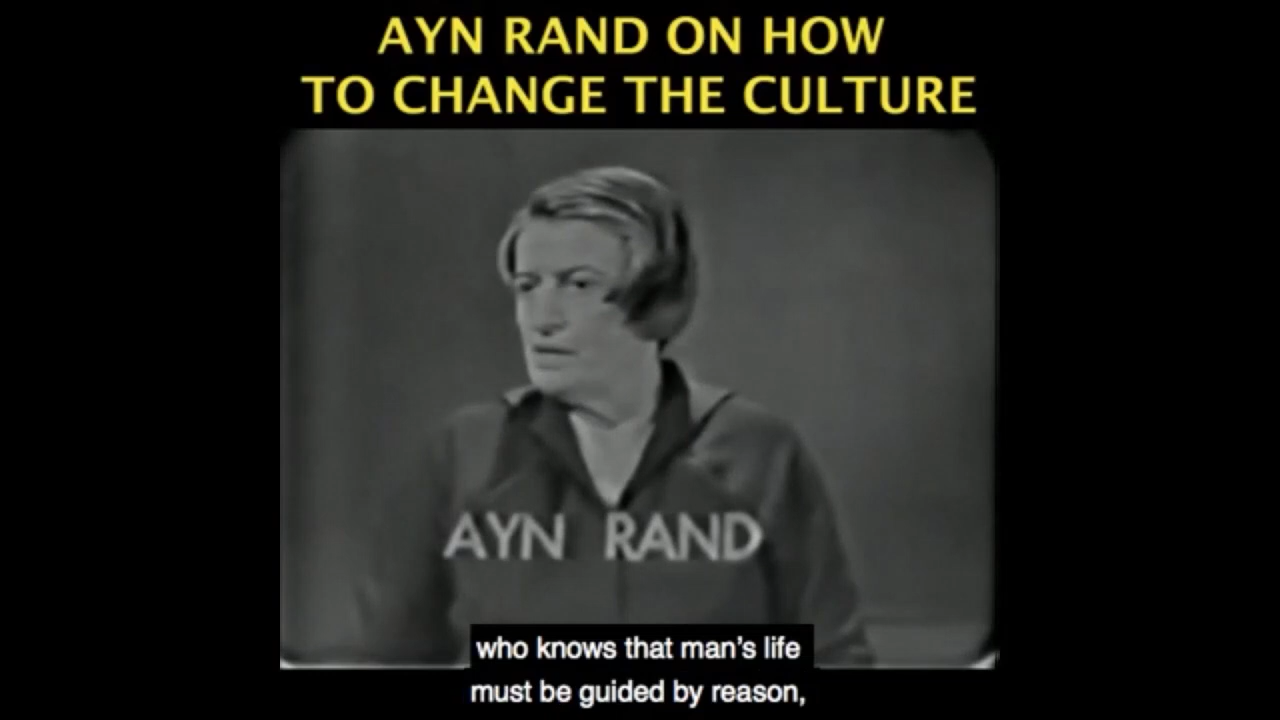 AYN RAND ON HOW
TO CHANGE THE CULTURE
AYN RAND
who knows that man's life
must be guided by reason,